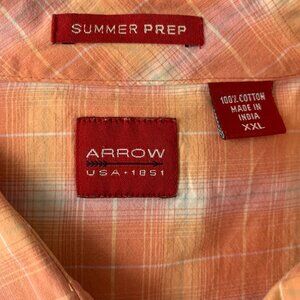 SUMMER PREP
100% COTTON
MADE IN
INDIA
XXL
ARROW
USA • 1851